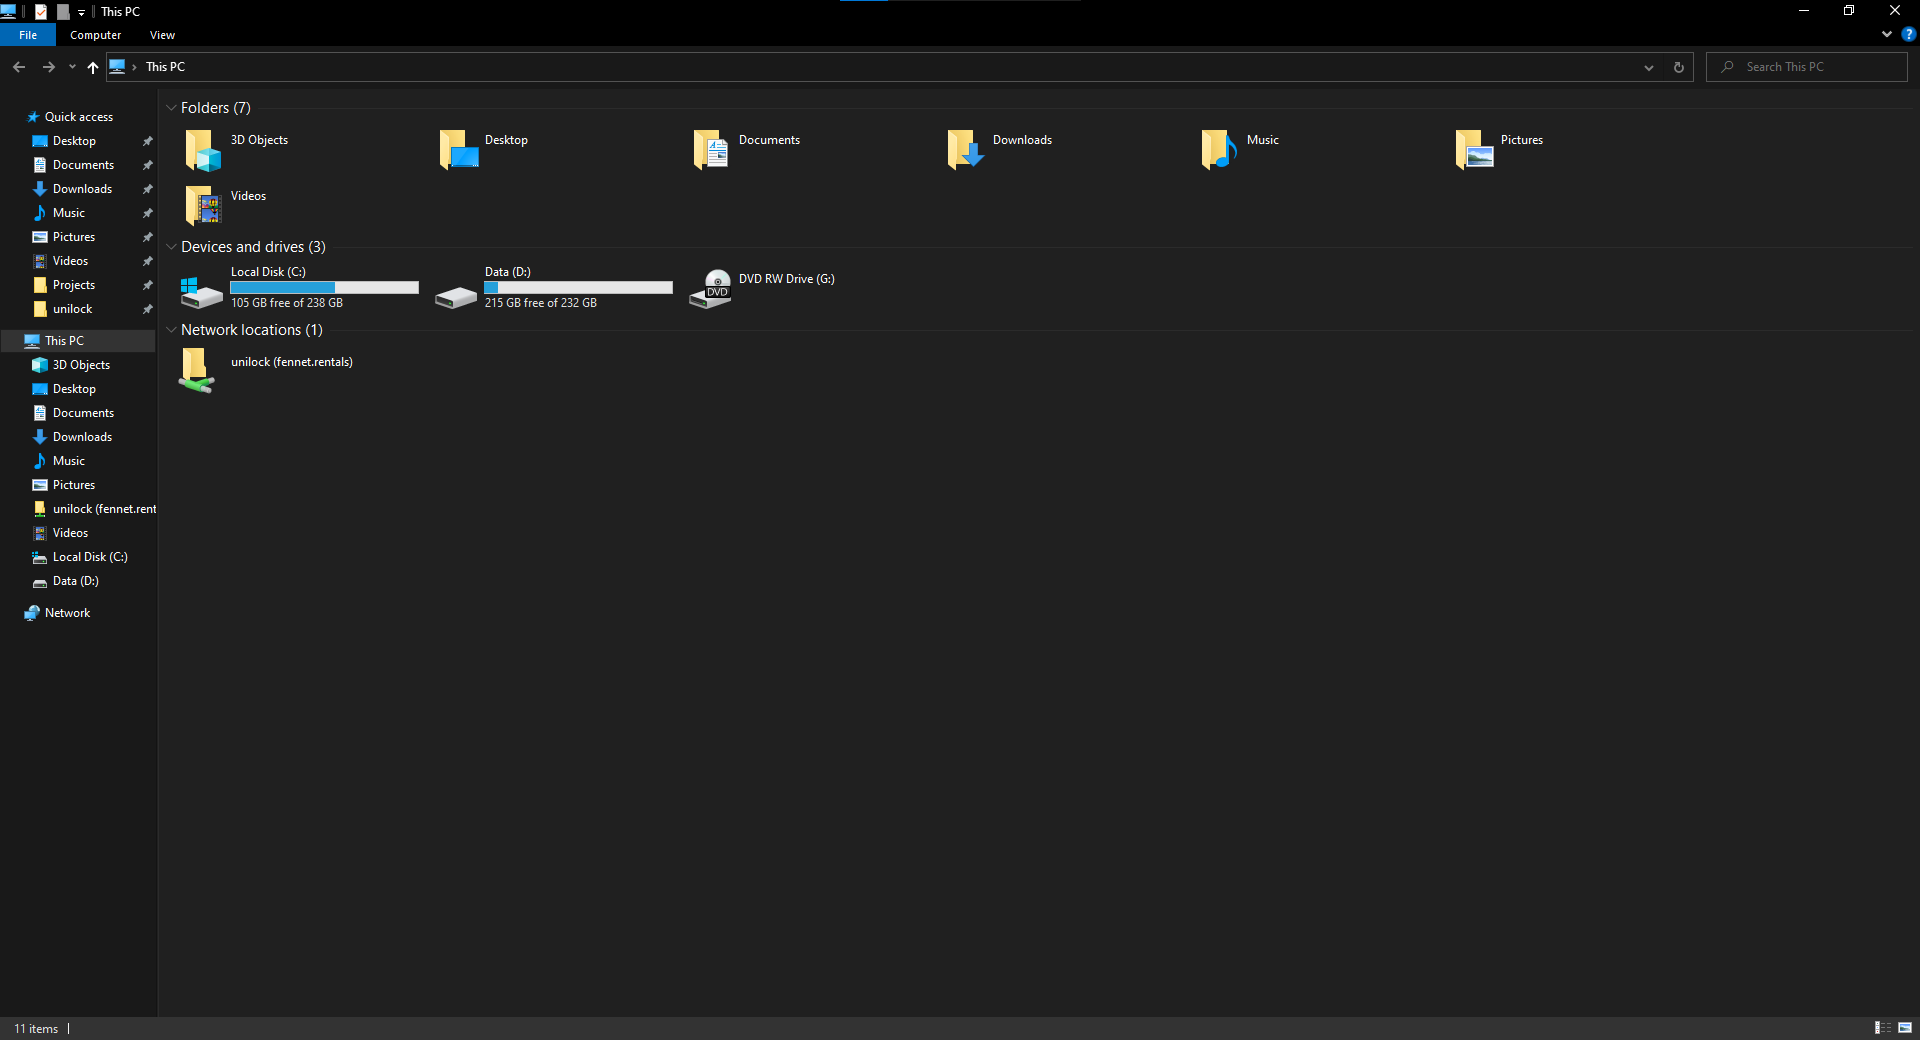 This PC
File Computer View
This PC
Search This PC
Quick access
Desktop
Documents
Downloads
Music
Pictures
Videos
Projects
unilock
This PC
3D Objects
Desktop
Documents
Downloads
Music
Pictures
unilock (fennet.rent
Videos
Local Disk (C:)
Data (D:)
Network
Folders (7)
3D Objects
Desktop
Documents
Downloads
Music
Pictures
Videos
Devices and drives (3)
Local Disk (C:)
105 GB free of 238 GB
Data (D:)
215 GB free of 232 GB
DVD
DVD RW Drive (G:)
Network locations (1)
unilock (fennet.rentals)
11 items